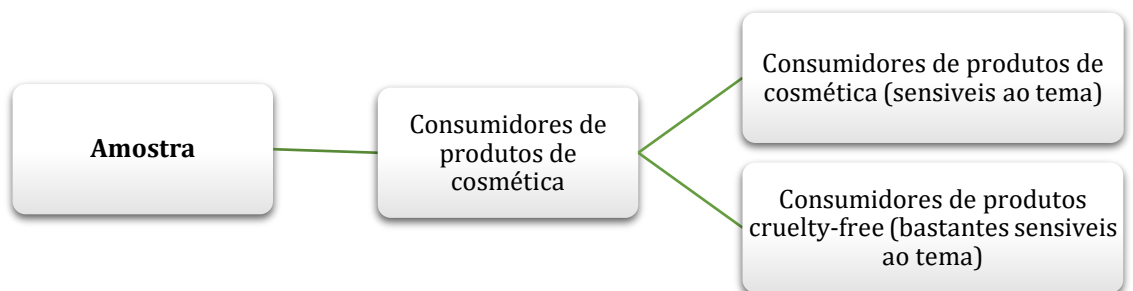 Amostra
Consumidores de
produtos de
cosmética
Consumidores de produtos de
cosmética (sensiveis ao tema)
Consumidores de produtos
cruelty-free (bastantes sensiveis
ao tema)